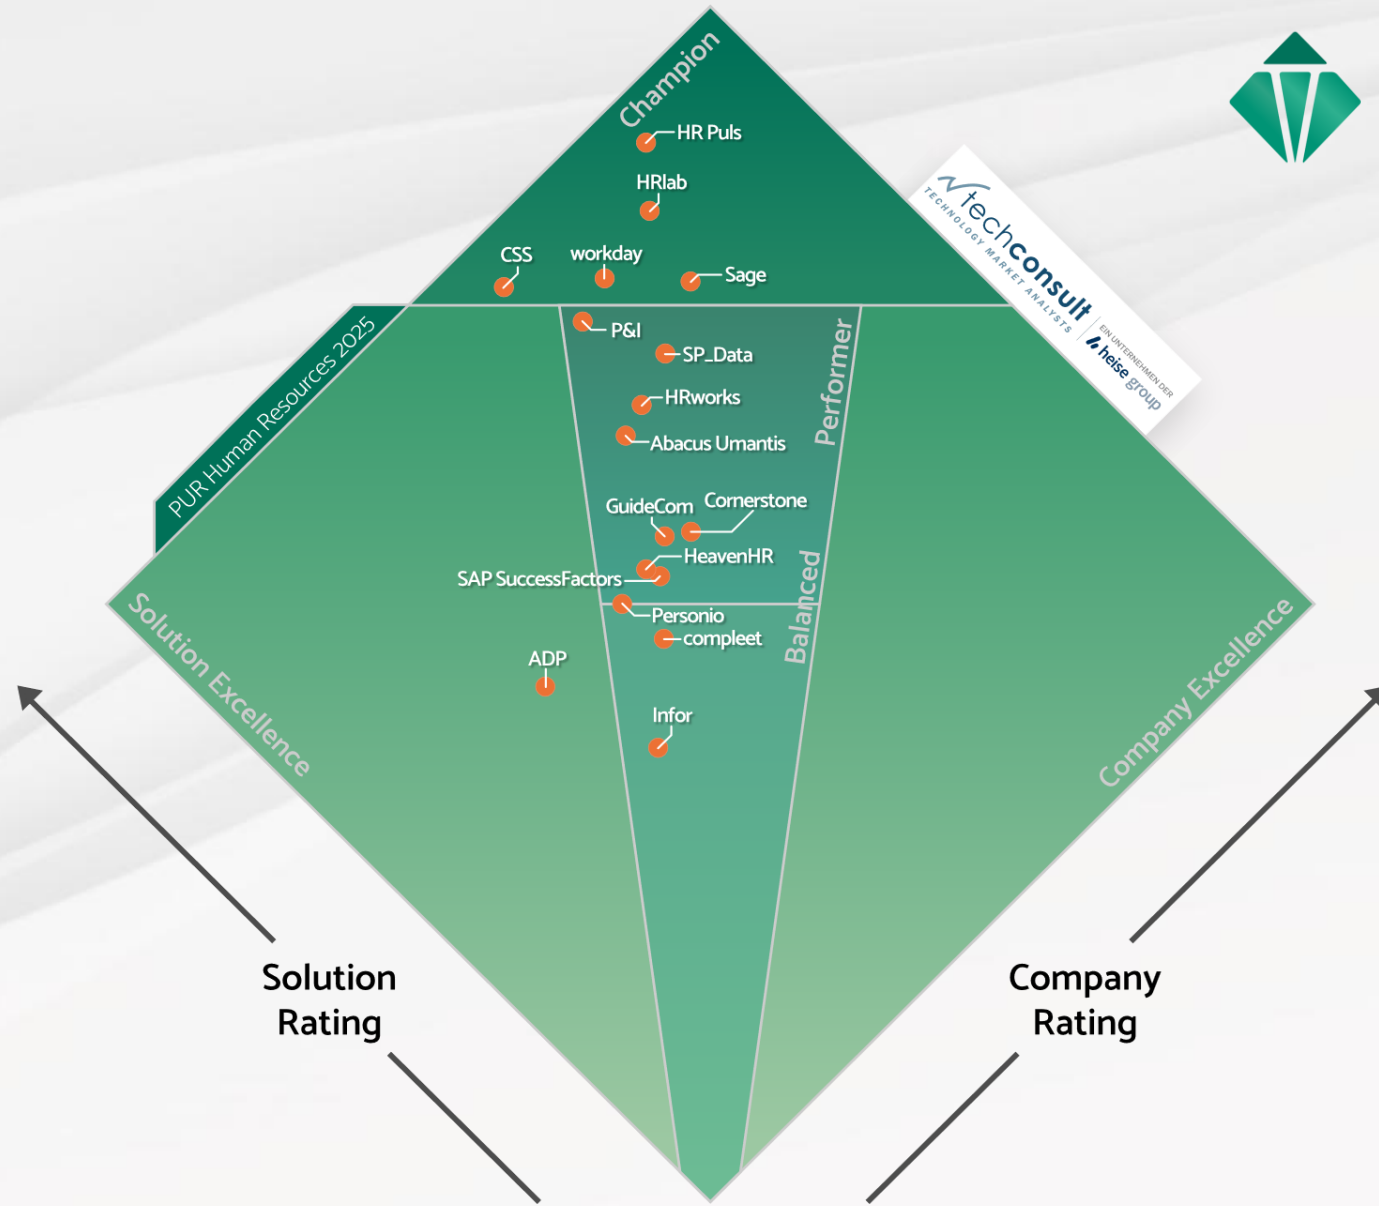 Champion
HR Puls
HRlab
CSS
workday
Sage
techconsult
TECHNOLOGY MARKET ANALYSTS
EIN UNTERNEHMEN DER
heise group
PUR Human Resources 2025
P&I
SP_Data
Performer
HRworks
Abacus Umantis
GuideCom
Cornerstone
HeavenHR
SAP SuccessFactors
Balanced
Personio
compleet
ADP
Infor
Solution Excellence
Company Excellence
Solution
Rating
Company
Rating